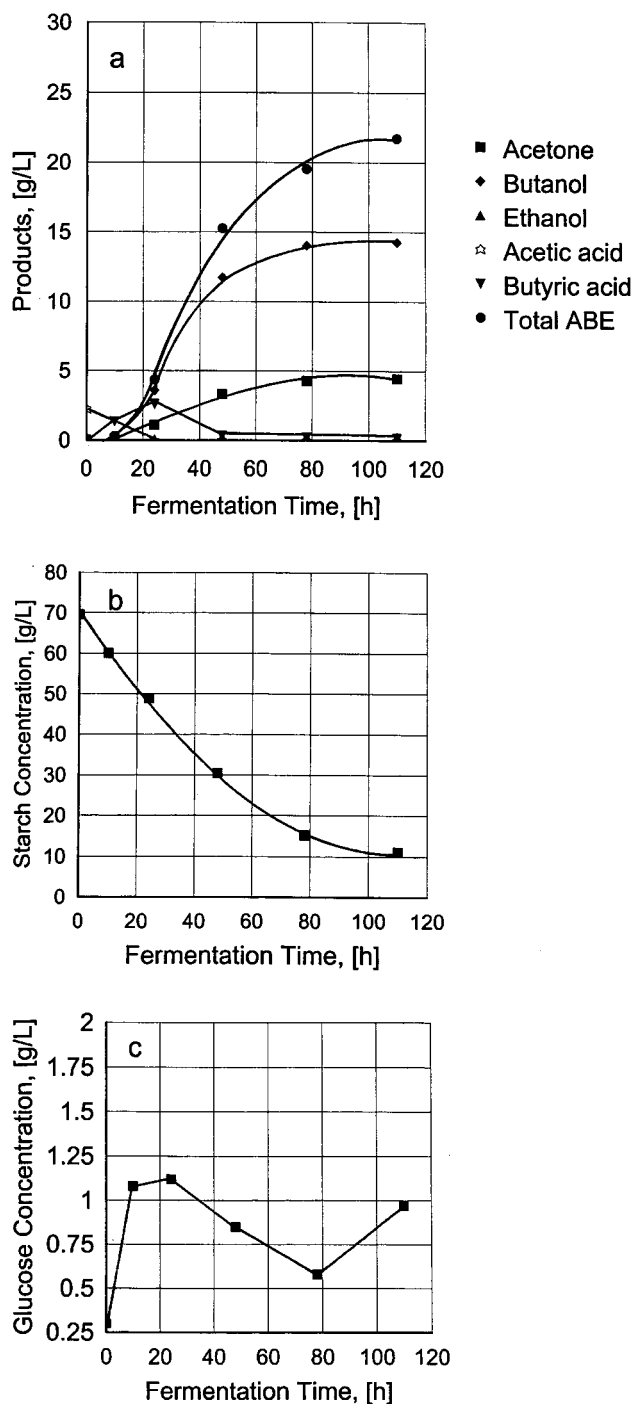 a
30
25
20
15
10
5
0
Products, [g/L]
0 20 40 60 80 100 120
Fermentation Time, [h]
Acetone
Butanol
Ethanol
Acetic acid
Butyric acid
Total ABE
b
80
70
60
50
40
30
20
10
0
Starch Concentration, [g/L]
0 20 40 60 80 100 120
Fermentation Time, [h]
c
2
1.75
1.5
1.25
1
0.75
0.5
0.25
Glucose Concentration, [g/L]
0 20 40 60 80 100 120
Fermentation Time, [h]